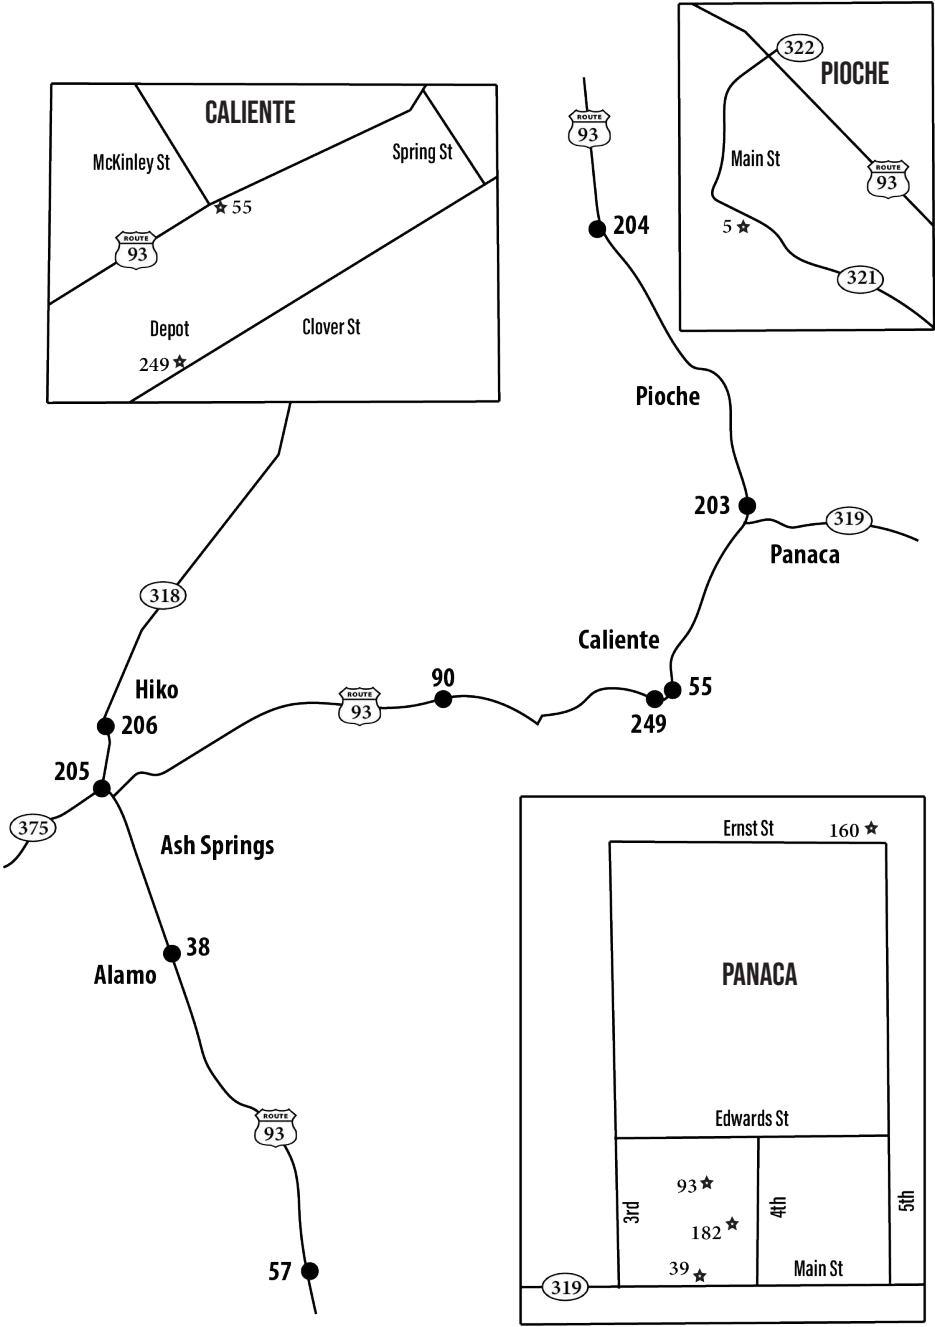 CALIENTE
McKinley St
Spring St
55
ROUTE
93
Depot
249
Clover St
ROUTE
93
322
PIOCHE
Main St
ROUTE
93
5
321
204
Pioche
203
319
Panaca
318
Caliente
Hiko
90
55
206
ROUTE
93
249
205
375
Ash Springs
38
Alamo
ROUTE
93
57
Ernst St
160
PANACA
Edwards St
93
3rd
4th
5th
182
39
Main St
319